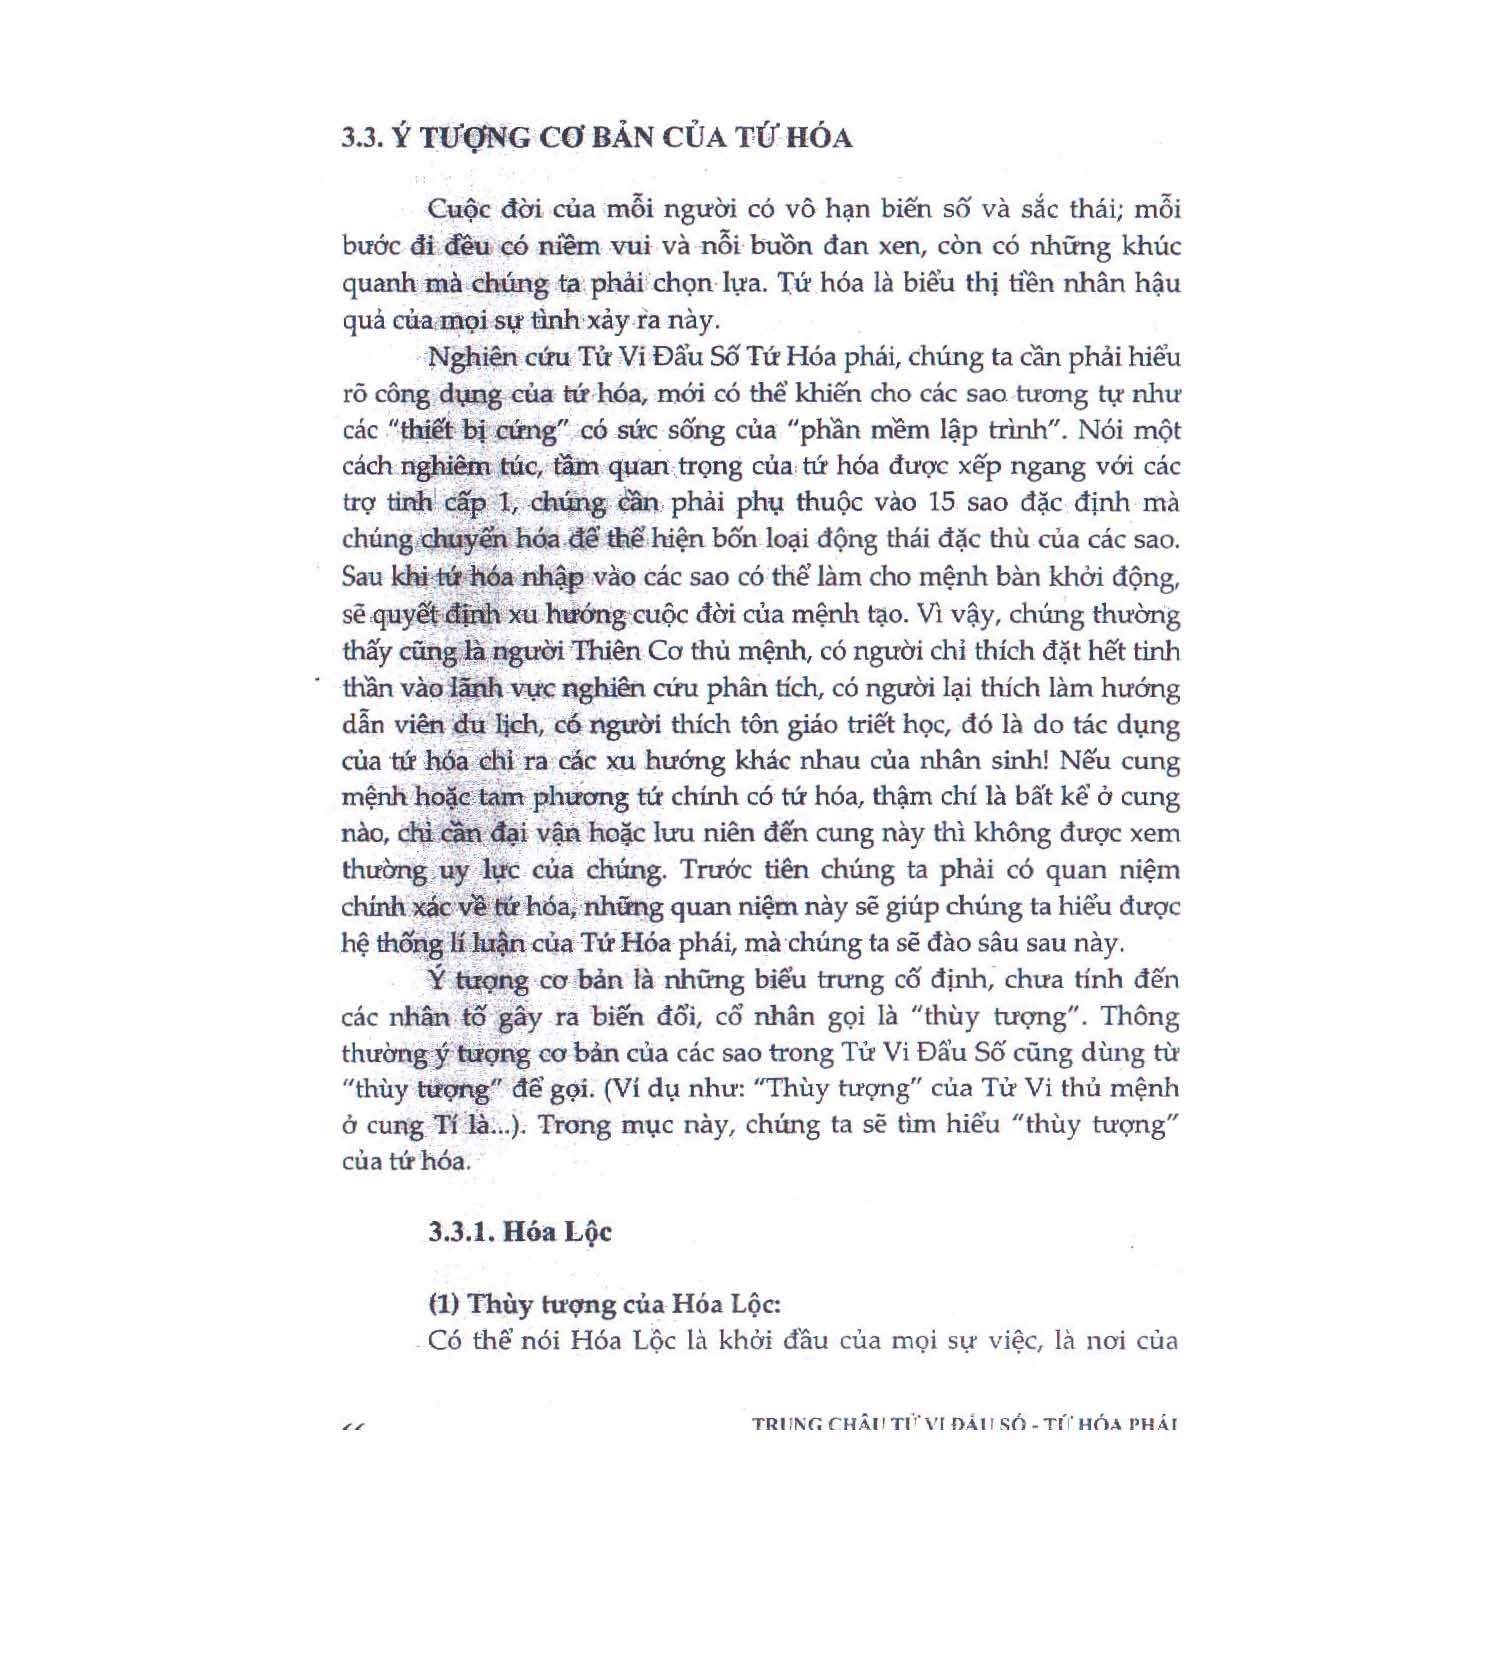 3.3. Ý TƯỢNG CƠ BẢN CỦA TỨ HÓA
Cuộc đời của mỗi người có vô hạn biến số và sắc thái; mỗi
bước đi đều có niềm vui và nỗi buồn đan xen, còn có những khúc
quanh mà chúng ta phải chọn lựa. Tứ hóa là biểu thị tiền nhân hậu
quả của mọi sự tình xảy ra này.
Nghiên cứu Tử Vi Đẩu Số Tứ Hóa phái, chúng ta cần phải hiểu
rõ công dụng của tứ hóa, mới có thể khiến cho các sao tương tự như
các "thiết bị cứng" có sức sống của "phần mềm lập trình". Nói một
cách nghiêm túc, tầm quan trọng của tứ hóa được xếp ngang với các
trợ tinh cấp 1, chúng cần phải phụ thuộc vào 15 sao đặc định mà
chúng chuyển hóa để thể hiện bốn loại động thái đặc thù của các sao.
Sau khi tứ hóa nhập vào các sao có thể làm cho mệnh bàn khởi động,
sẽ quyết định xu hướng cuộc đời của mệnh tạo. Vì vậy, chúng thường
thấy cũng là người Thiên Cơ thủ mệnh, có người chỉ thích đặt hết tinh
thần vào lãnh vực nghiên cứu phân tích, có người lại thích làm hướng
dẫn viên du lịch, có người thích tôn giáo triết học, đó là do tác dụng
của tứ hóa chỉ ra các xu hướng khác nhau của nhân sinh! Nếu cung
mệnh hoặc tam phương tứ chính có tứ hóa, thậm chí là bất kể ở cung
nào, chỉ cần đại vận hoặc lưu niên đến cung này thì không được xem
thường uy lực của chúng. Trước tiên chúng ta phải có quan niệm
chính xác về tứ hóa, những quan niệm này sẽ giúp chúng ta hiểu được
hệ thống lí luận của Tứ Hóa phái, mà chúng ta sẽ đào sâu sau này.
Ý tượng cơ bản là những biểu trưng cố định, chưa tính đến
các nhân tố gây ra biến đổi, cổ nhân gọi là "thùy tượng". Thông
thường ý tượng cơ bản của các sao trong Tử Vi Đẩu Số cũng dùng từ
"thùy tượng" để gọi. (Ví dụ như: "Thùy tượng" của Tử Vi thủ mệnh
ở cung Tí là...). Trong mục này, chúng ta sẽ tìm hiểu "thùy tượng"
của tứ hóa.
3.3.1. Hóa Lộc
(1) Thùy tượng của Hóa Lộc:
Có thể nói Hóa Lộc là khởi đầu của mọi sự việc, là nơi của
TRUNG CHÂU TỬ VI ĐẨU SỐ - TỨ HÓA PHÁI